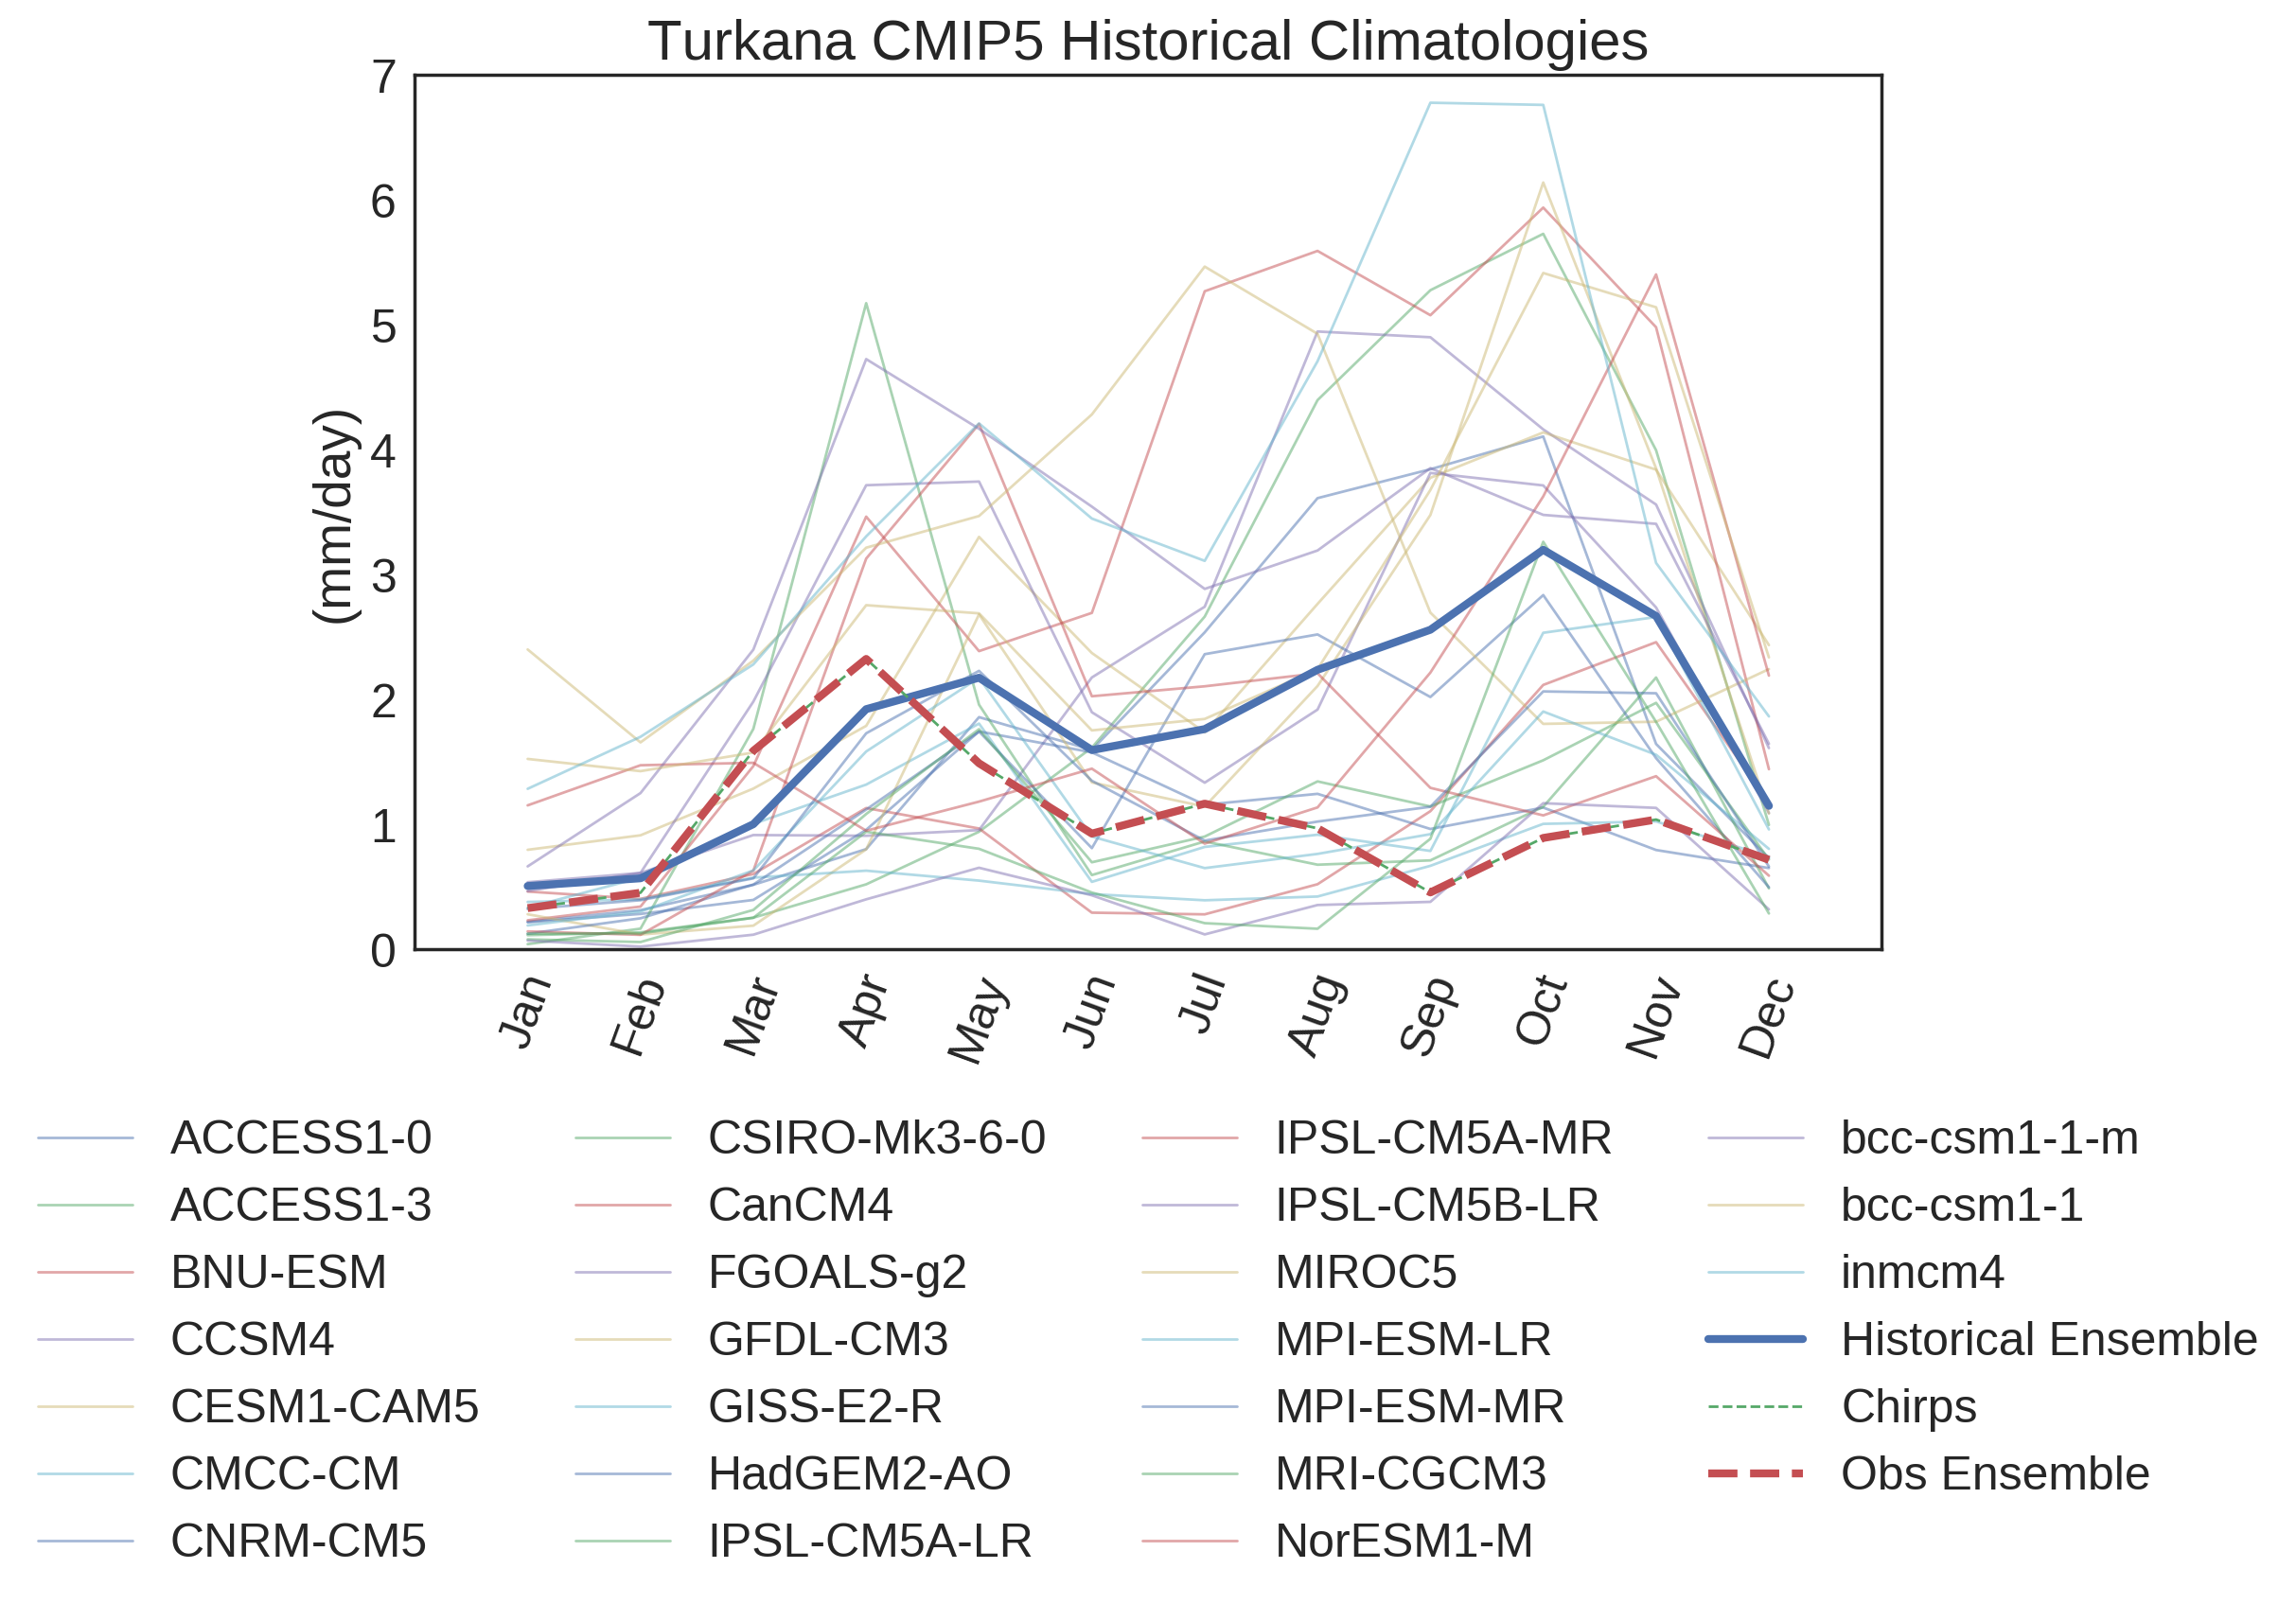 Turkana CMIP5 Historical Climatologies
7
6
5
4
3
2
1
0
(mm/day)
Jan
Feb
Mar
Apr
May
Jun
Jul
Aug
Sep
Oct
Nov
Dec
ACCESS1-0
ACCESS1-3
BNU-ESM
CCSM4
CESM1-CAM5
CMCC-CM
CNRM-CM5
CSIRO-Mk3-6-0
CanCM4
FGOALS-g2
GFDL-CM3
GISS-E2-R
HadGEM2-AO
IPSL-CM5A-LR
IPSL-CM5A-MR
IPSL-CM5B-LR
MIROC5
MPI-ESM-LR
MPI-ESM-MR
MRI-CGCM3
NorESM1-M
bcc-csm1-1-m
bcc-csm1-1
inmcm4
Historical Ensemble
Chirps
Obs Ensemble